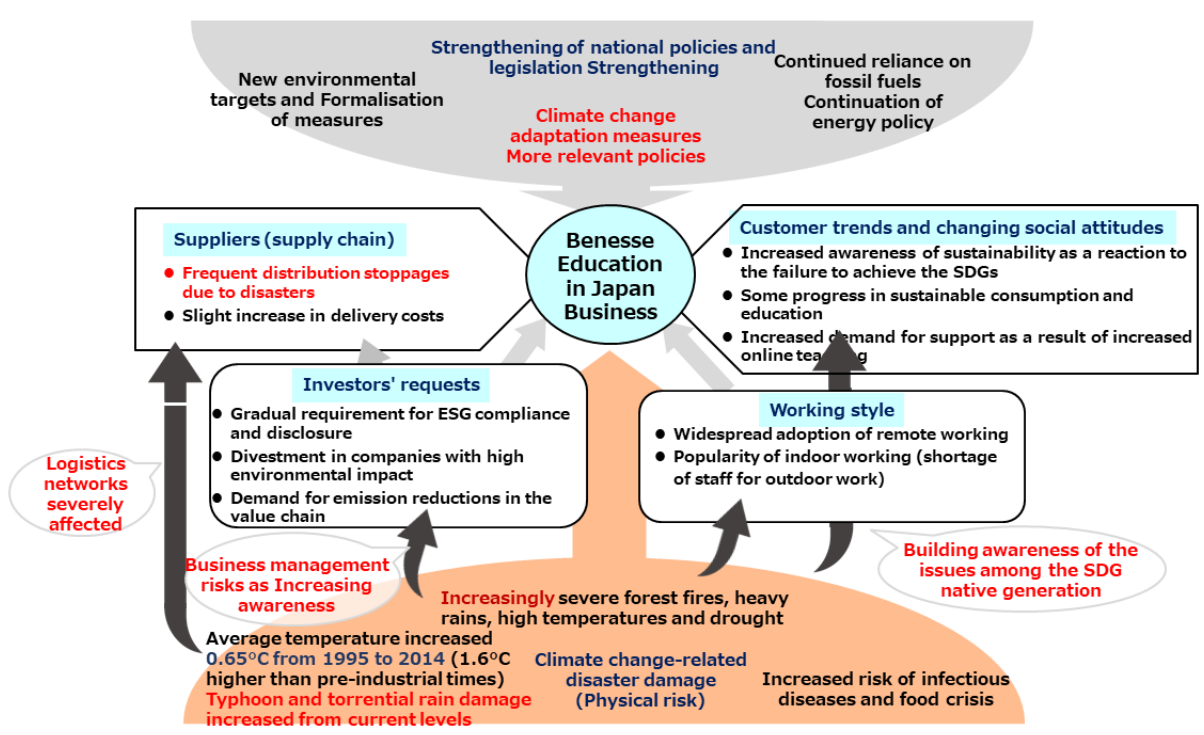 Strengthening of national policies and
legislation Strengthening
New environmental
targets and Formalisation
of measures
Continued reliance on
fossil fuels
Continuation of
energy policy
Climate change
adaptation measures
More relevant policies
Suppliers (supply chain)
● Frequent distribution stoppages
due to disasters
● Slight increase in delivery costs
Benesse
Education
in Japan
Business
Customer trends and changing social attitudes
● Increased awareness of sustainability as a reaction to
the failure to achieve the SDGs
● Some progress in sustainable consumption and
education
● Increased demand for support as a result of increased
online teaching
Investors' requests
● Gradual requirement for ESG compliance
and disclosure
● Divestment in companies with high
environmental impact
● Demand for emission reductions in the
value chain
Working style
● Widespread adoption of remote working
● Popularity of indoor working (shortage
of staff for outdoor work)
Logistics
networks
severely
affected
Business management
risks as Increasing
awareness
Building awareness of the
issues among the SDG
native generation
Increasingly severe forest fires, heavy
rains, high temperatures and drought
Average temperature increased
0.65°C from 1995 to 2014 (1.6°C
higher than pre-industrial times)
Typhoon and torrential rain damage
increased from current levels
Climate change-related
disaster damage
(Physical risk)
Increased risk of infectious
diseases and food crisis